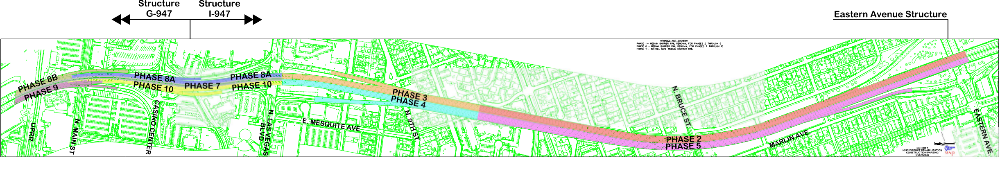 Structure
G-947
Structure
I-947
Eastern Avenue Structure
*PHASES NOT SHOWN*
PHASE 1 - MEDIAN BARRIER RAIL REMOVAL FOR PHASES 2 THROUGH 5
PHASE 6 - MEDIAN BARRIER RAIL REMOVAL FOR PHASES 7 THROUGH 10
PHASE 11 - INSTALL NEW MEDIAN BARRIER RAIL
PHASE 8B
PHASE 9
PHASE 8A
PHASE 10
PHASE 7
PHASE 8A
PHASE 10
PHASE 3
PHASE 4
PHASE 2
PHASE 5
UPRR
N MAIN ST
CASINO CENTER
N LAS VEGAS
BLVD
E. MESQUITE AVE
N 9TH ST
N. BRUCE ST.
MARLIN AVE.
EASTERN AVE.
EXHIBIT 1
I-515 VIADUCT REHABILITATION
CONSTRUCTION PHASING
OVERVIEW
NEVADA
DOT
wsp